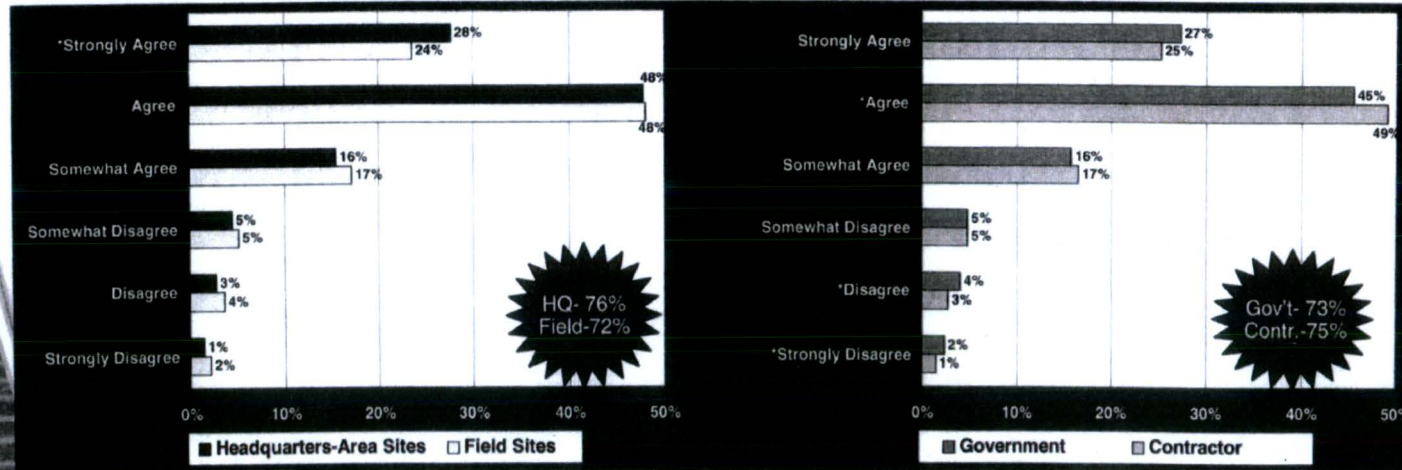 *Strongly Agree
28%
24%
Agree
48%
48%
Somewhat Agree
16%
17%
Somewhat Disagree
5%
5%
Disagree
3%
4%
Strongly Disagree
1%
2%
HQ- 76%
Field-72%
0% 10% 20% 30% 40% 50%
Headquarters-Area Sites Field Sites
Strongly Agree
27%
25%
*Agree
45%
49%
Somewhat Agree
16%
17%
Somewhat Disagree
5%
5%
*Disagree
4%
3%
*Strongly Disagree
2%
1%
Gov't- 73%
Contr.-75%
0% 10% 20% 30% 40% 50%
Government Contractor